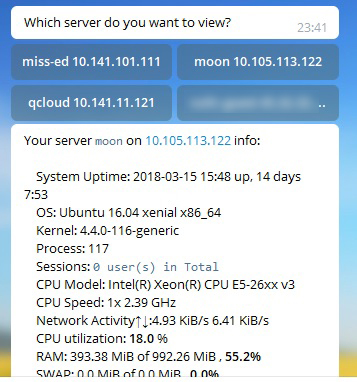 Which server do you want to view?
23:41
miss-ed 10.141.101.111
moon 10.105.113.122
qcloud 10.141.11.121
..
Your server moon on 10.105.113.122 info:
System Uptime: 2018-03-15 15:48 up, 14 days
7:53
OS: Ubuntu 16.04 xenial x86_64
Kernel: 4.4.0-116-generic
Process: 117
Sessions: 0 user(s) in Total
CPU Model: Intel(R) Xeon(R) CPU E5-26xx v3
CPU Speed: 1x 2.39 GHz
Network Activity↑↓:4.93 KiB/s 6.41 KiB/s
CPU utilization: 18.0 %
RAM: 393.38 MiB of 992.26 MiB , 55.2%
SWAP: 0.0 MiB of 0.0 MiB , 0.0%